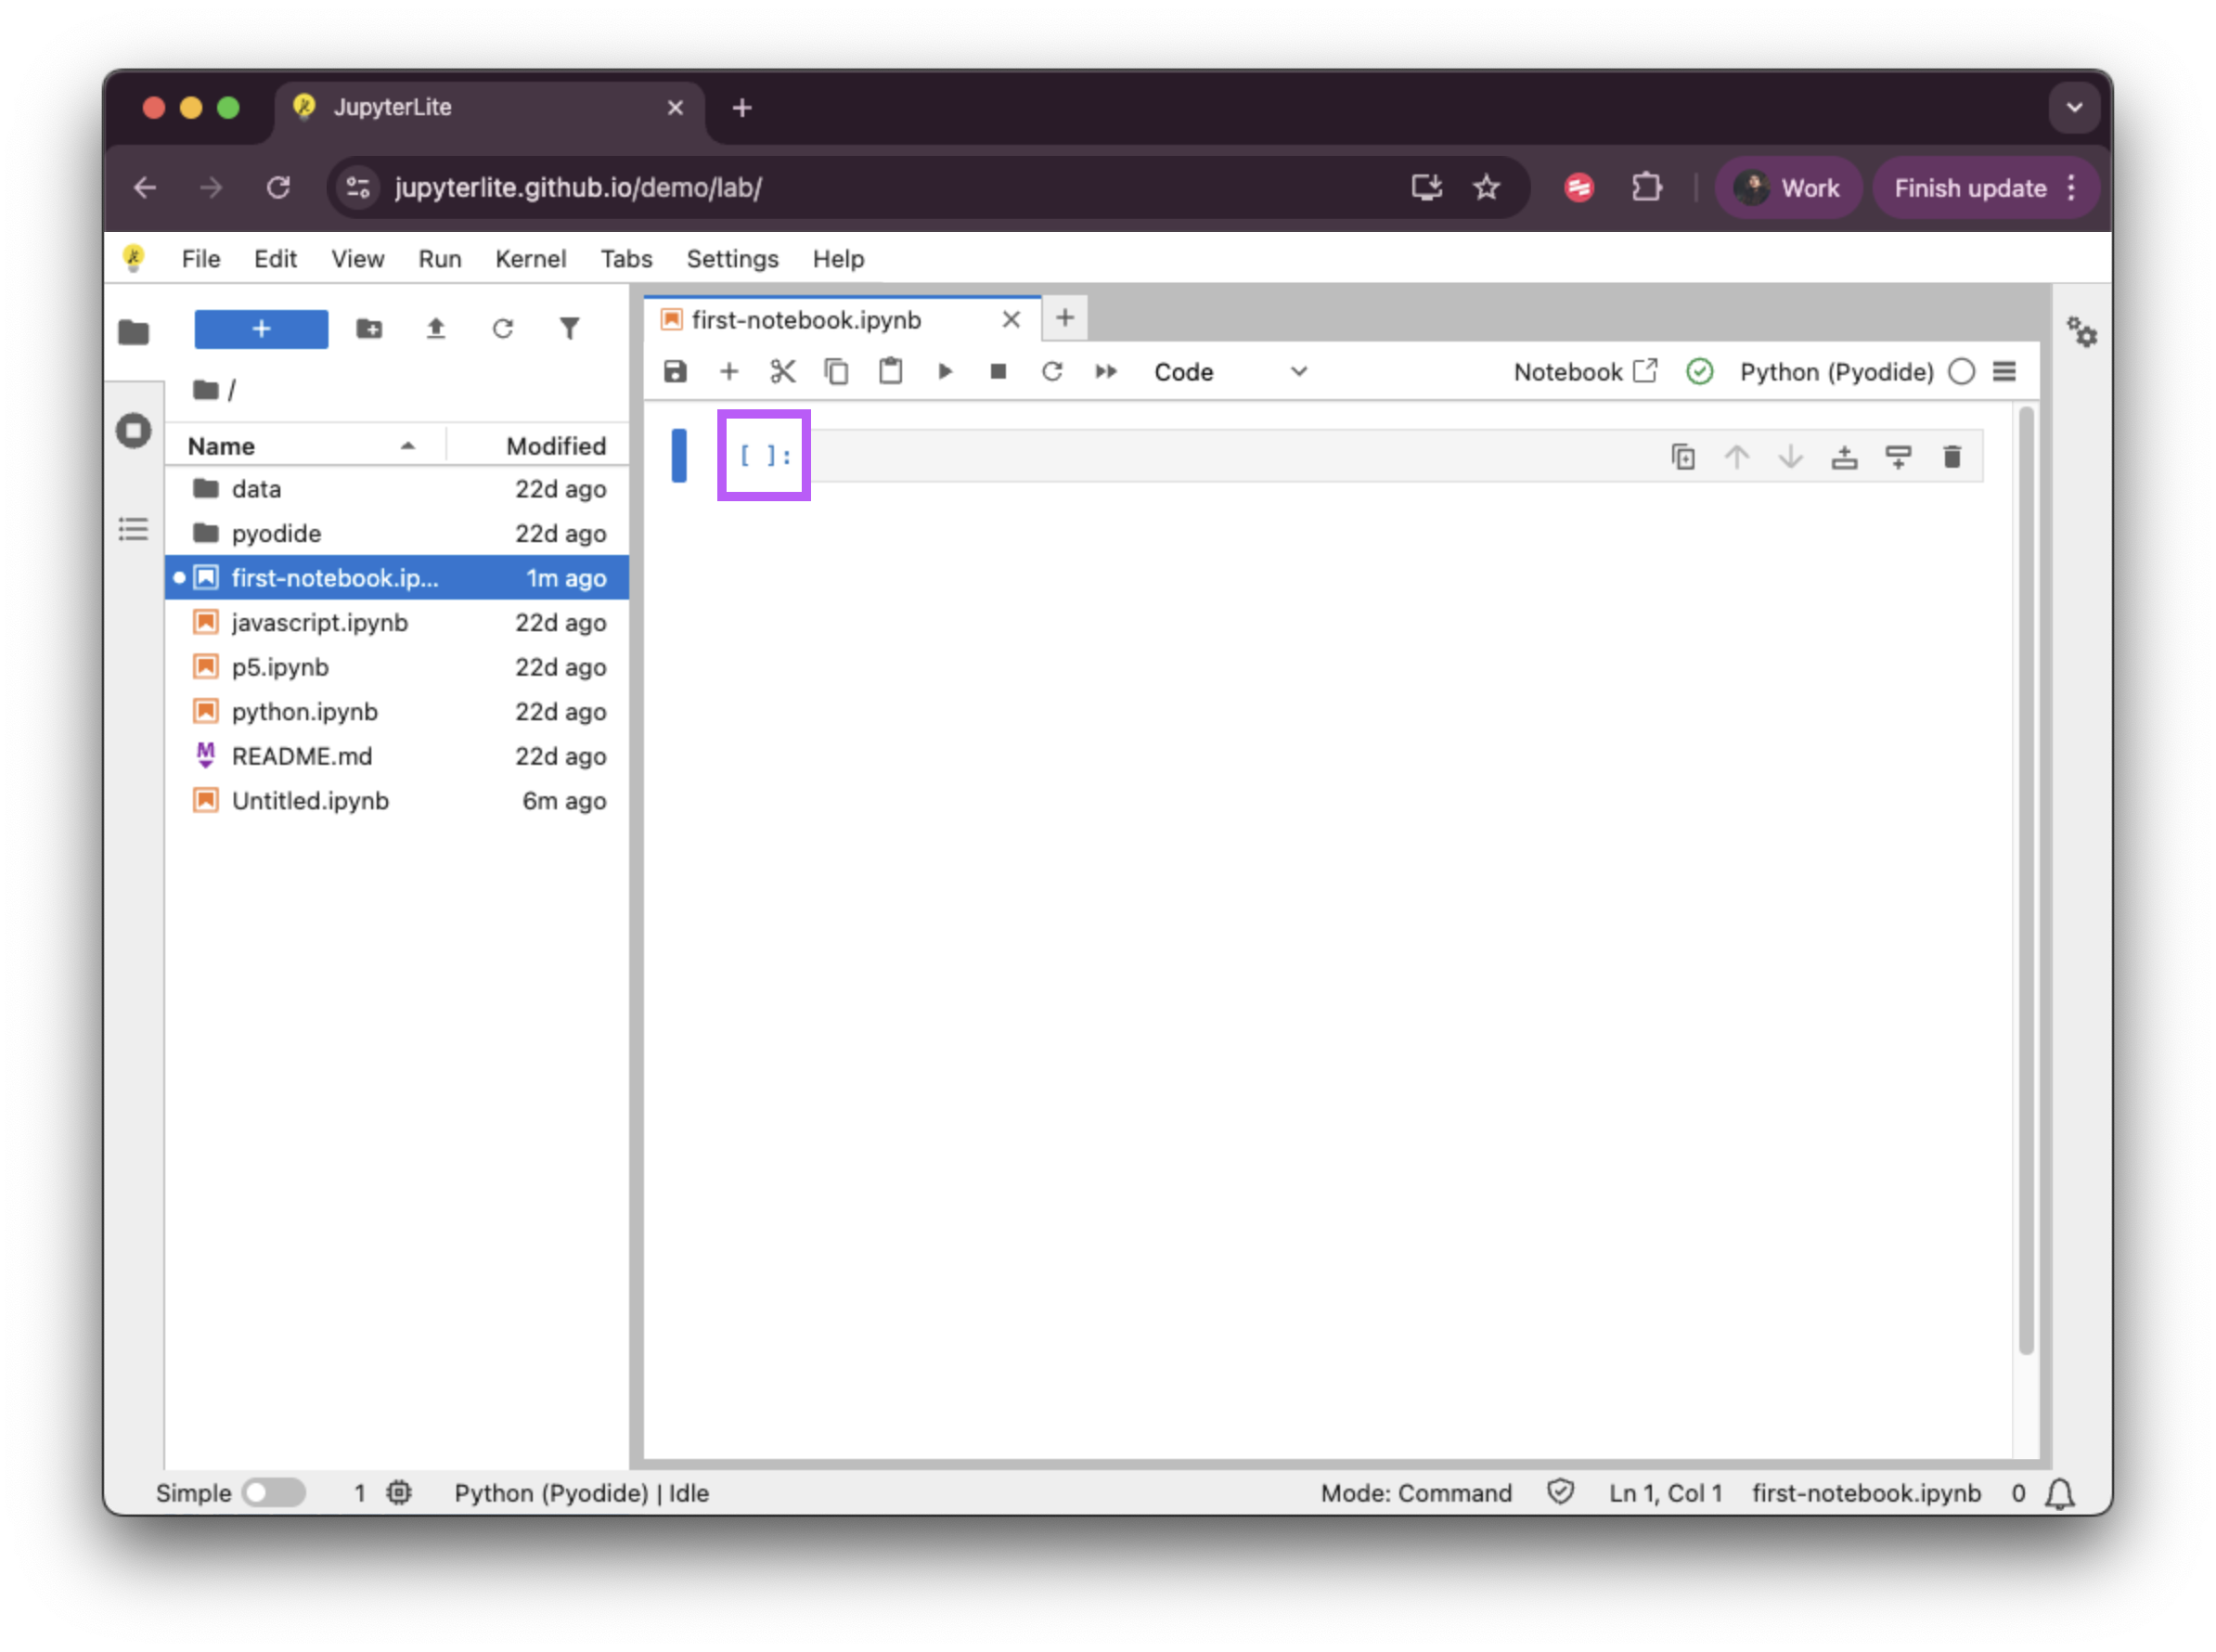 JupyterLite
jupyterlite.github.io/demo/lab/
Work
Finish update
File Edit View Run Kernel Tabs Settings Help
first-notebook.ipynb
Code
Notebook
Python (Pyodide)
/
Name Modified
data 22d ago
pyodide 22d ago
first-notebook.ip... 1m ago
javascript.ipynb 22d ago
p5.ipynb 22d ago
python.ipynb 22d ago
README.md 22d ago
Untitled.ipynb 6m ago
[ ]:
Simple 1 Python (Pyodide) | Idle Mode: Command Ln 1, Col 1 first-notebook.ipynb 0